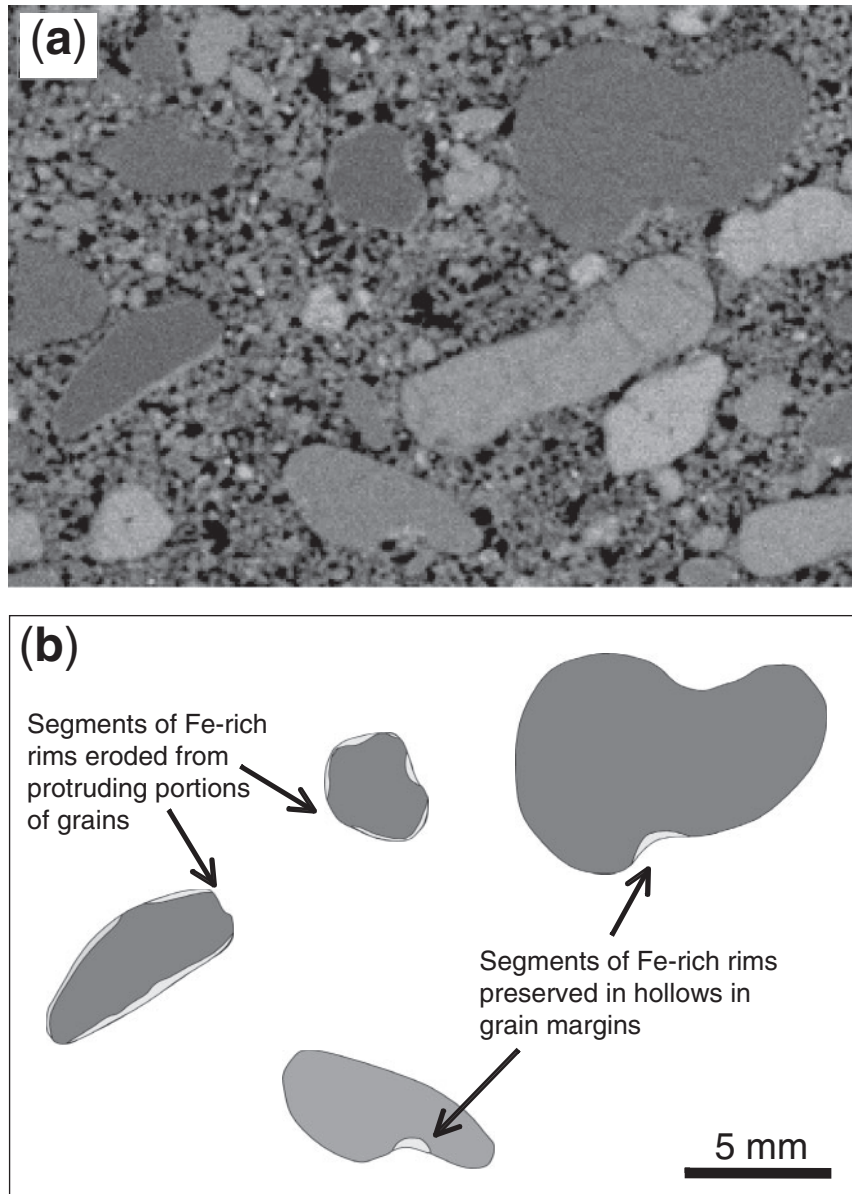 (a)
(b)
Segments of Fe-rich
rims eroded from
protruding portions
of grains
Segments of Fe-rich rims
preserved in hollows in
grain margins
5 mm